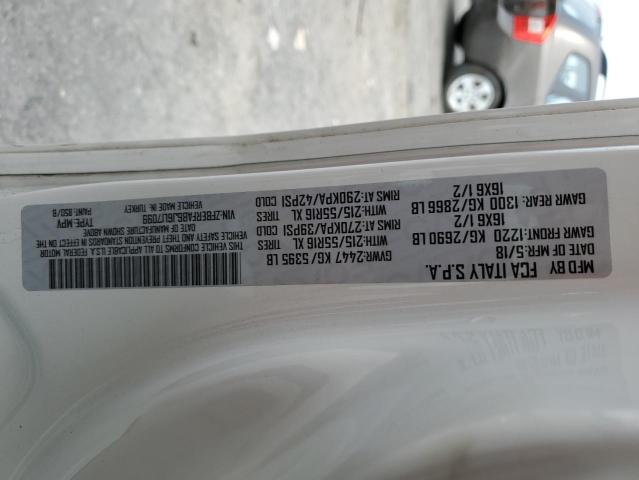 MFD BY FCA ITALY S.P.A.
DATE OF MFR:5/18 GVWR:2447 KG/5395 LB
GAWR FRONT:1220 KG/2690 LB WITH:215/55R16 XL TIRES
16X6 1/2 RIMS AT:270KPA/39PSI COLD
GAWR REAR: 1300 KG/2866 LB WITH:215/55R16 XL TIRES
16X6 1/2 RIMS AT:290KPA/42PSI COLD
THIS VEHICLE CONFORMS TO ALL APPLICABLE U.S.A. FEDERAL MOTOR
VEHICLE SAFETY AND THEFT PREVENTION STANDARDS IN EFFECT ON THE
DATE OF MANUFACTURE SHOWN ABOVE
VEHICLE MADE IN: TURKEY
TYPE: MPV PAINT: 850/B